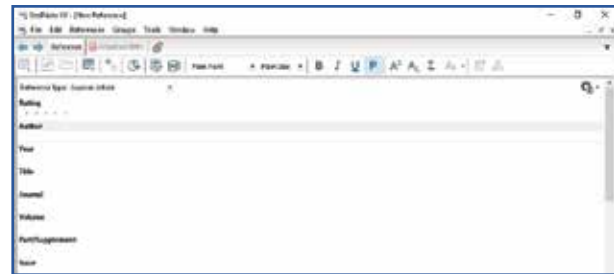 EndNote X9 - [New Reference]
File Edit References Groups Tools Window Help
Reference
Plain Font Plain Size B I U P A¹ A₁ Σ
Reference Type: Journal Article
Rating
Author
Year
Title
Journal
Volume
Part/Supplement
Issue